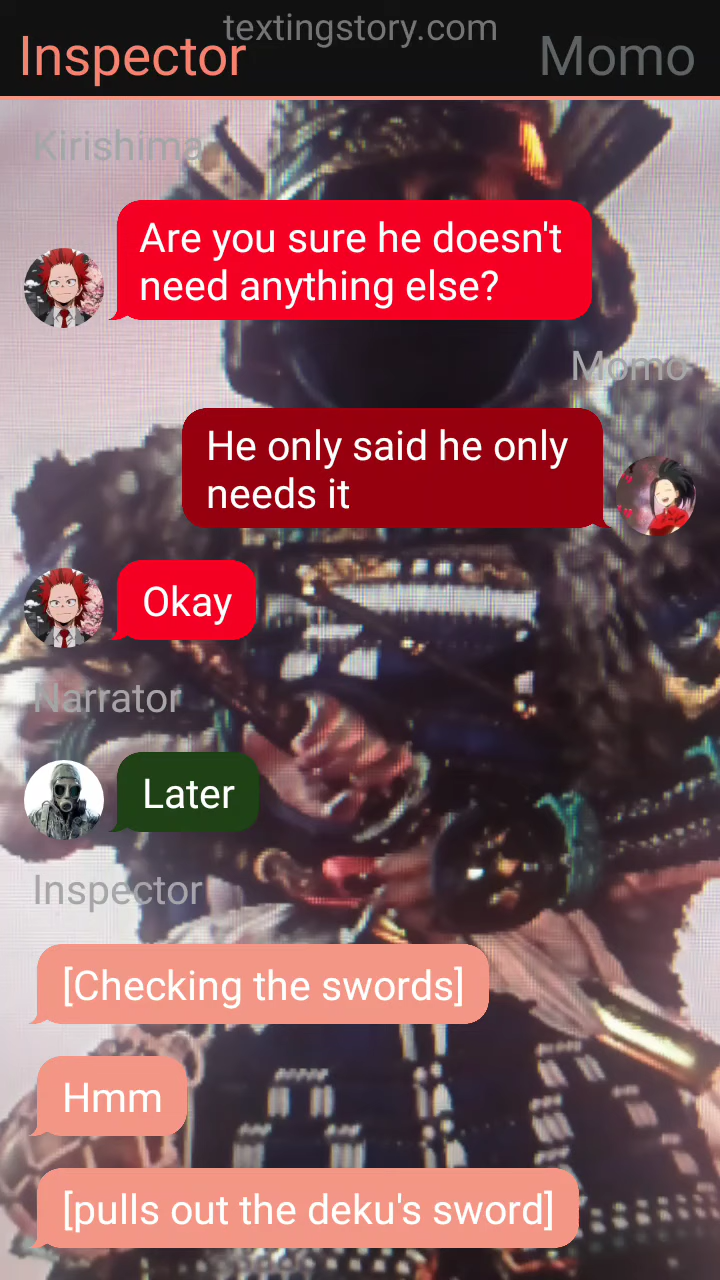 textingstory.com
Inspector
Momo
Kirishima
Are you sure he doesn't
need anything else?
Momo
He only said he only
needs it
Okay
Narrator
Later
Inspector
[Checking the swords]
Hmm
[pulls out the deku's sword]